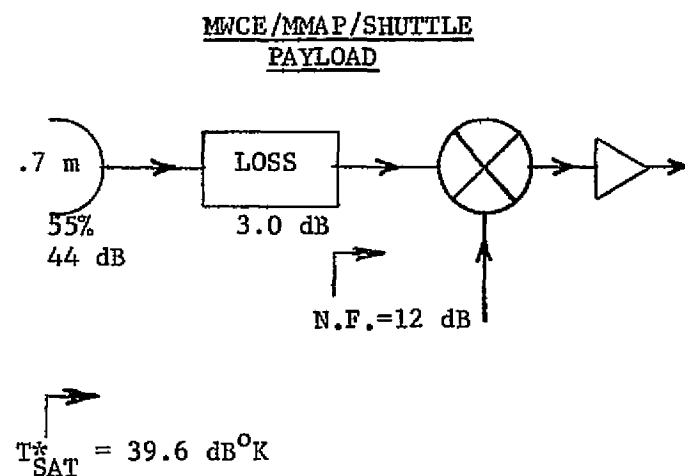 MWCE/MMAP/SHUTTLE
PAYLOAD
.7 m
LOSS
55%
44 dB
3.0 dB
N.F.=12 dB
T*SAT = 39.6 dB°K